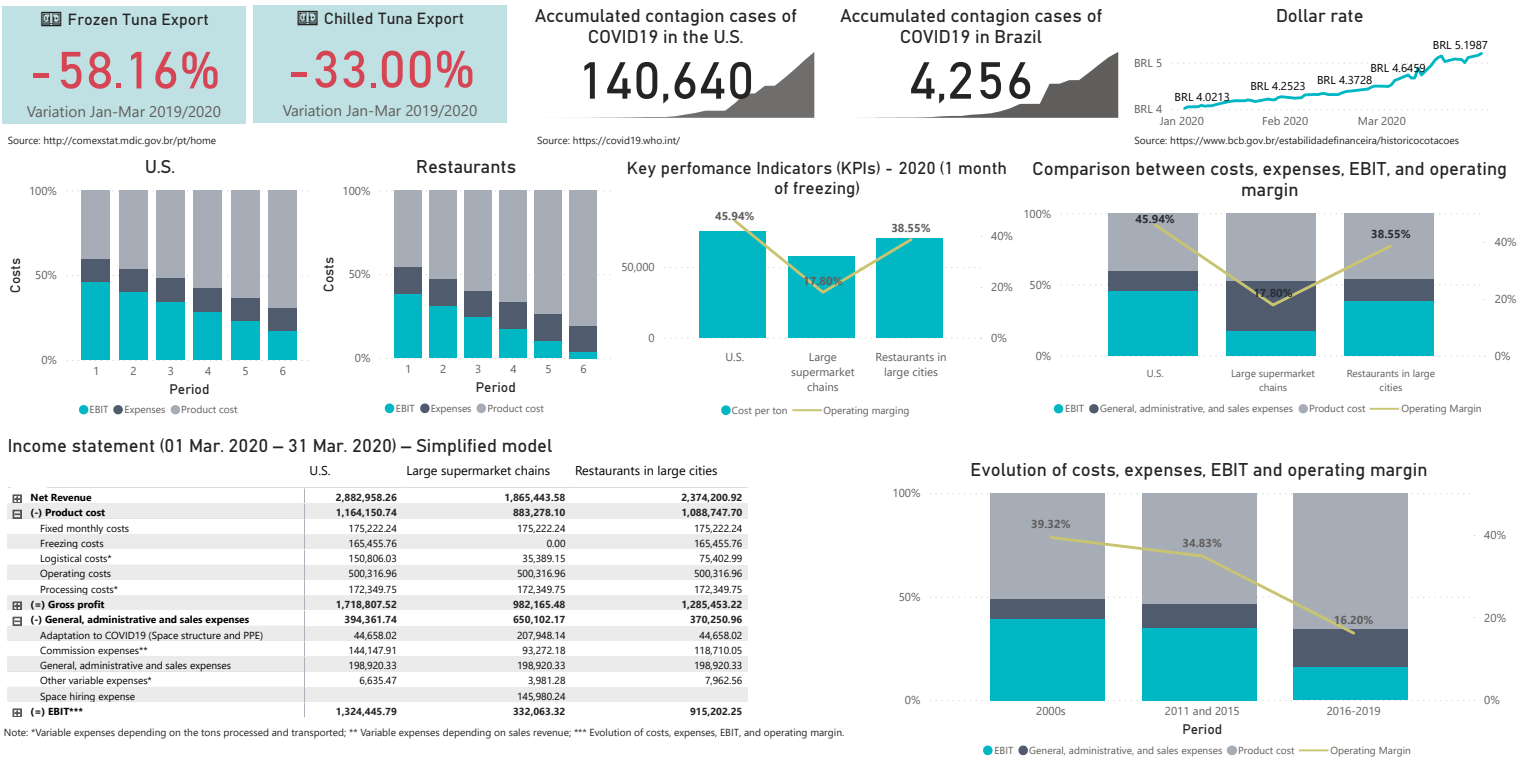 Frozen Tuna Export
-58.16%
Variation Jan-Mar 2019/2020
Chilled Tuna Export
-33.00%
Variation Jan-Mar 2019/2020
Source: http://comexstat.mdic.gov.br/pt/home
Accumulated contagion cases of
COVID19 in the U.S.
140,640
Source: https://covid19.who.int/
Accumulated contagion cases of
COVID19 in Brazil
4,256
Dollar rate
BRL 5
BRL 4
BRL 4.0213
BRL 4.2523
BRL 4.3728
BRL 4.6459
BRL 5.1987
Jan 2020
Feb 2020
Mar 2020
Source: https://www.bcb.gov.br/estabilidadefinanceira/historicocotacoes
U.S.
Costs
100%
50%
0%
1 2 3 4 5 6
Period
EBIT Expenses Product cost
Restaurants
Costs
100%
50%
0%
1 2 3 4 5 6
Period
EBIT Expenses Product cost
Key perfomance Indicators (KPIs) - 2020 (1 month
of freezing)
50,000
0
45.94%
17.80%
38.55%
40%
20%
0%
U.S.
Large
supermarket
chains
Restaurants in
large cities
Cost per ton Operating marging
Comparison between costs, expenses, EBIT, and operating
margin
100%
50%
0%
45.94%
17.80%
38.55%
40%
20%
0%
U.S.
Large supermarket
chains
Restaurants in large
cities
EBIT General, administrative, and sales expenses Product cost Operating Margin
Income statement (01 Mar. 2020 – 31 Mar. 2020) – Simplified model
U.S. Large supermarket chains Restaurants in large cities
Net Revenue 2,882,958.26 1,865,443.58 2,374,200.92
(-) Product cost 1,164,150.74 883,278.10 1,088,747.70
Fixed monthly costs 175,222.24 175,222.24 175,222.24
Freezing costs 165,455.76 0.00 165,455.76
Logistical costs* 150,806.03 35,389.15 75,402.99
Operating costs 500,316.96 500,316.96 500,316.96
Processing costs* 172,349.75 172,349.75 172,349.75
(=) Gross profit 1,718,807.52 982,165.48 1,285,453.22
(-) General, administrative and sales expenses 394,361.74 650,102.17 370,250.96
Adaptation to COVID19 (Space structure and PPE) 44,658.02 207,948.14 44,658.02
Commission expenses** 144,147.91 93,272.18 118,710.05
General, administrative and sales expenses 198,920.33 198,920.33 198,920.33
Other variable expenses* 6,635.47 3,981.28 7,962.56
Space hiring expense 145,980.24
(=) EBIT*** 1,324,445.79 332,063.32 915,202.25
Note: *Variable expenses depending on the tons processed and transported; ** Variable expenses depending on sales revenue; *** Evolution of costs, expenses, EBIT, and operating margin.
Evolution of costs, expenses, EBIT and operating margin
100%
50%
0%
39.32%
34.83%
16.20%
40%
20%
0%
2000s
2011 and 2015
2016-2019
Period
EBIT General, administrative, and sales expenses Product cost Operating Margin